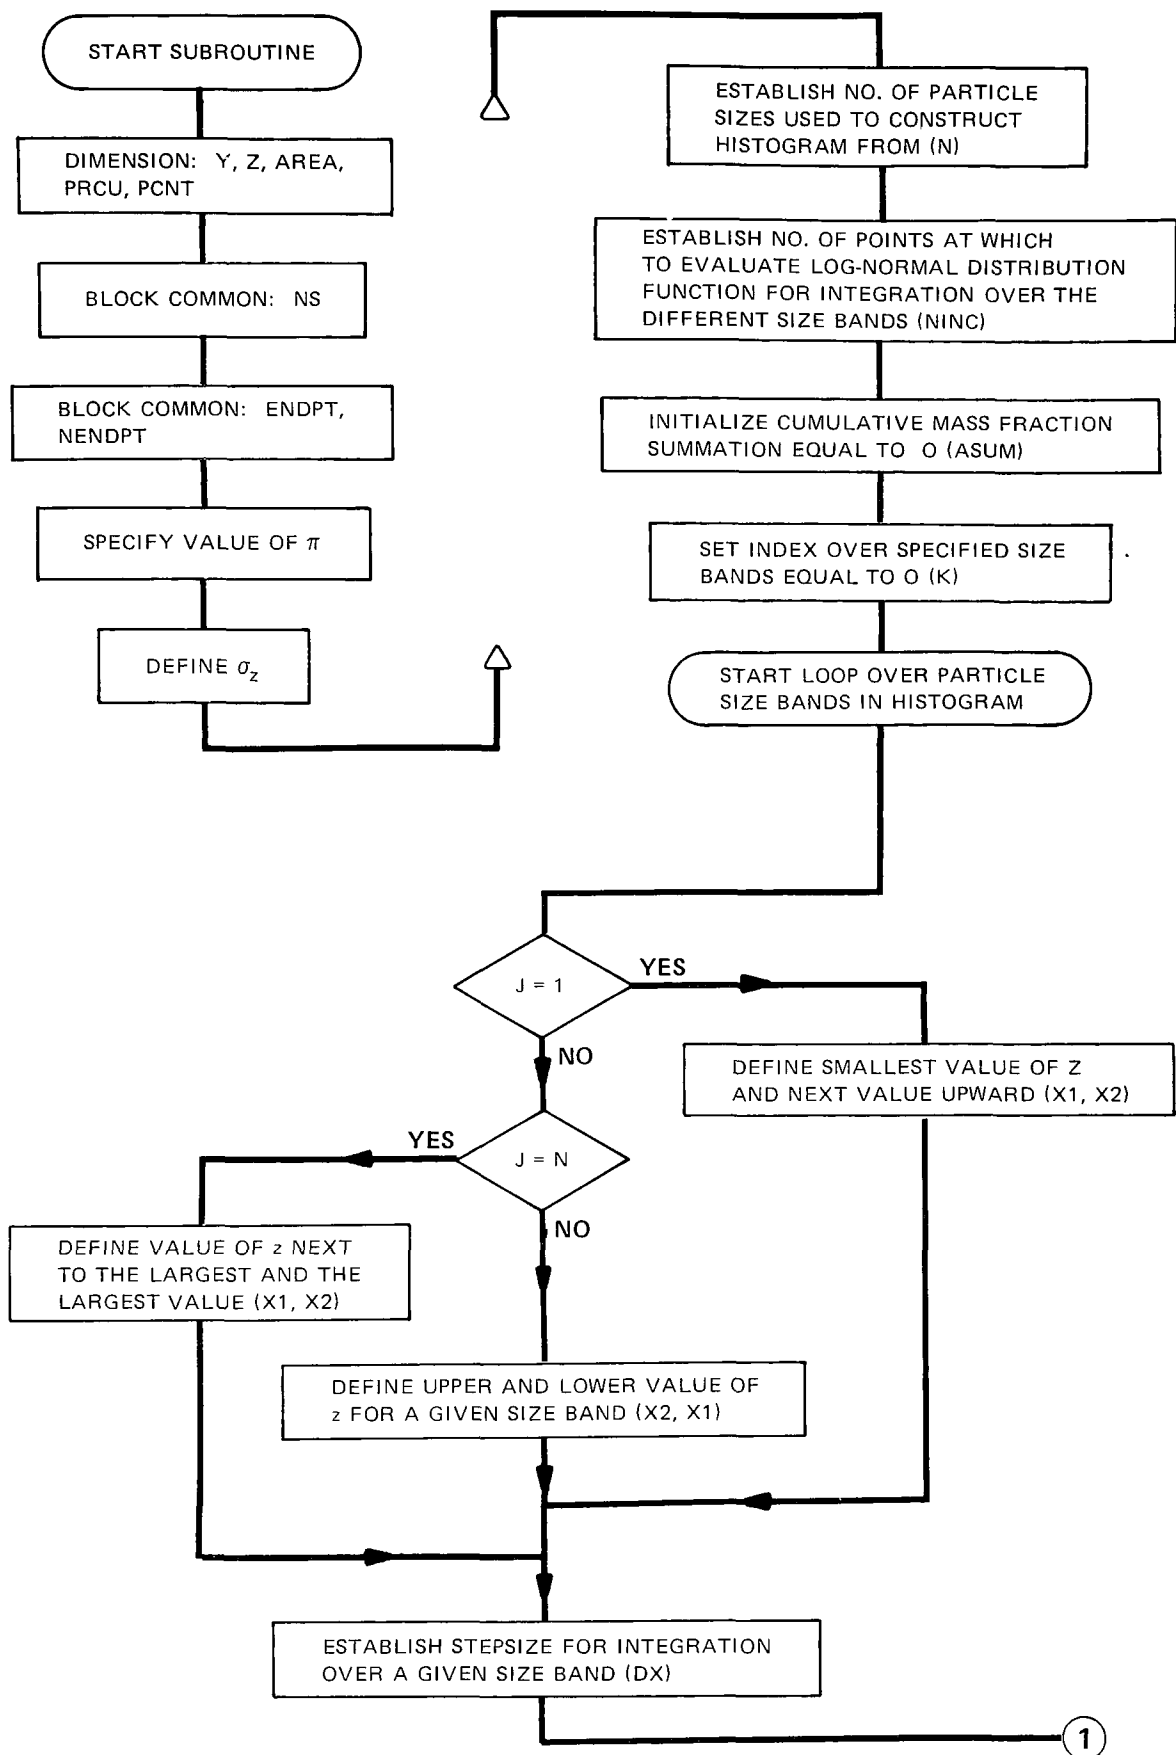 START SUBROUTINE
DIMENSION: Y, Z, AREA,
PRCU, PCNT
BLOCK COMMON: NS
BLOCK COMMON: ENDPT,
NENDPT
SPECIFY VALUE OF π
DEFINE σz
ESTABLISH NO. OF PARTICLE
SIZES USED TO CONSTRUCT
HISTOGRAM FROM (N)
ESTABLISH NO. OF POINTS AT WHICH
TO EVALUATE LOG-NORMAL DISTRIBUTION
FUNCTION FOR INTEGRATION OVER THE
DIFFERENT SIZE BANDS (NINC)
INITIALIZE CUMULATIVE MASS FRACTION
SUMMATION EQUAL TO O (ASUM)
SET INDEX OVER SPECIFIED SIZE
BANDS EQUAL TO O (K)
START LOOP OVER PARTICLE
SIZE BANDS IN HISTOGRAM
J = 1
YES
NO
DEFINE SMALLEST VALUE OF Z
AND NEXT VALUE UPWARD (X1, X2)
J = N
YES
NO
DEFINE VALUE OF z NEXT
TO THE LARGEST AND THE
LARGEST VALUE (X1, X2)
DEFINE UPPER AND LOWER VALUE OF
z FOR A GIVEN SIZE BAND (X2, X1)
ESTABLISH STEPSIZE FOR INTEGRATION
OVER A GIVEN SIZE BAND (DX)
1